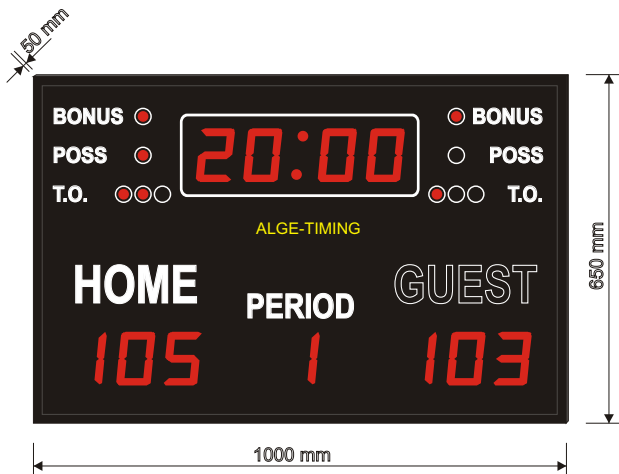 50 mm
BONUS BONUS
20:00
POSS POSS
T.O. T.O.
ALGE-TIMING
HOME GUEST
PERIOD
105 1 103
650 mm
1000 mm